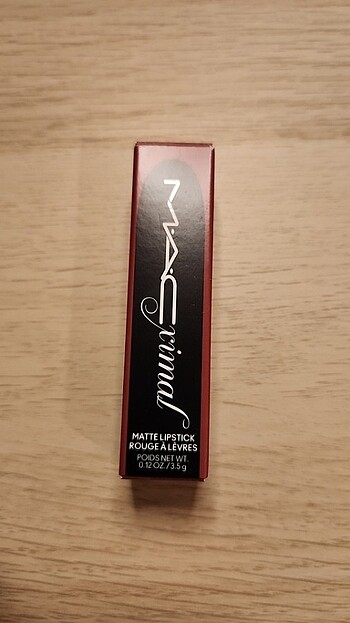 M·A·Cximal
MATTE LIPSTICK
ROUGE À LÈVRES
POIDS NET WT.
0.12 OZ. / 3.5 g